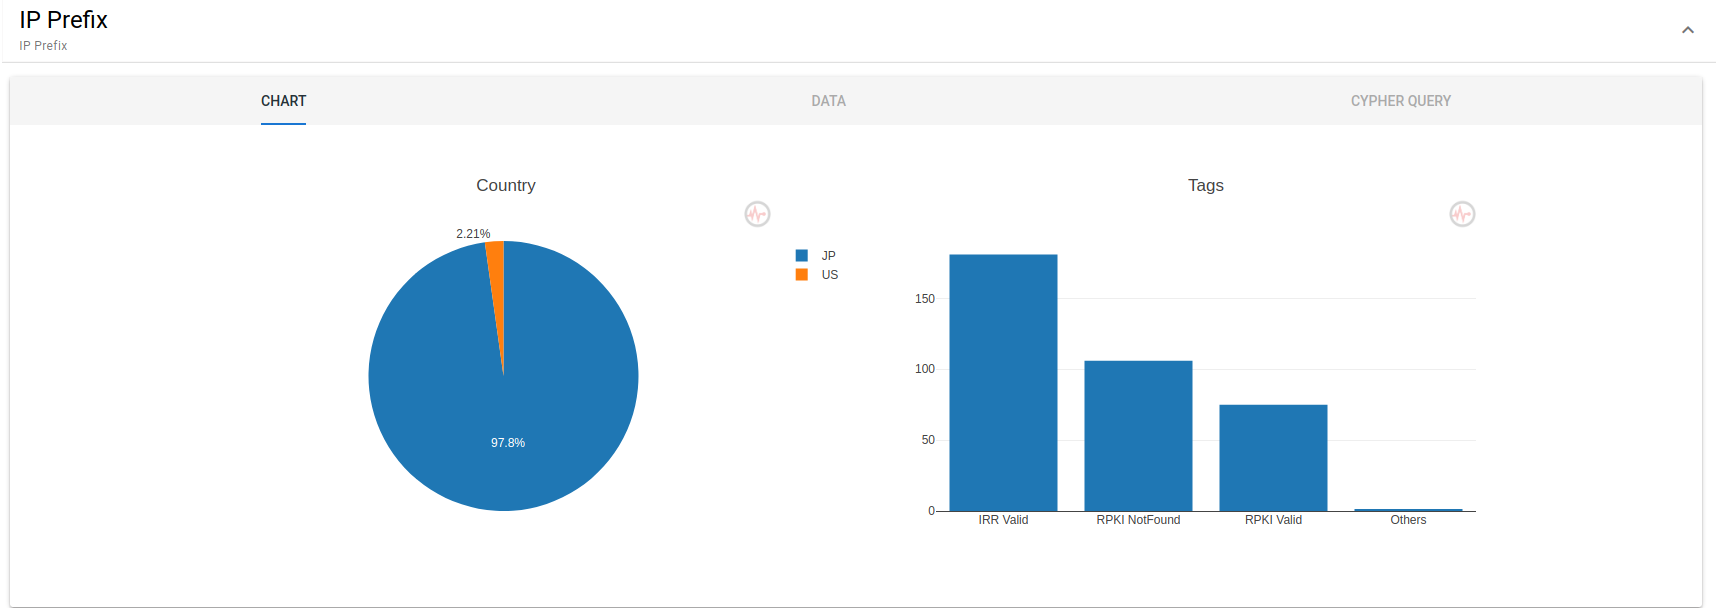 IP Prefix
IP Prefix
CHART
DATA
CYPHER QUERY
Country
2.21%
97.8%
JP
US
Tags
150
100
50
0
IRR Valid
RPKI NotFound
RPKI Valid
Others